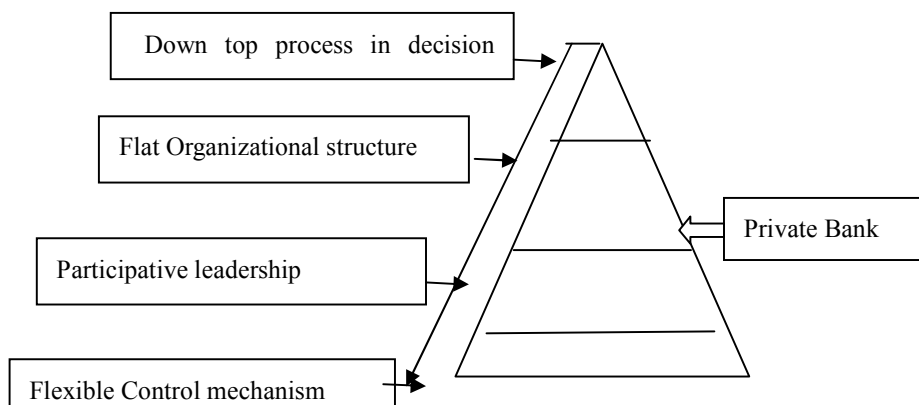 Down top process in decision
Flat Organizational structure
Private Bank
Participative leadership
Flexible Control mechanism